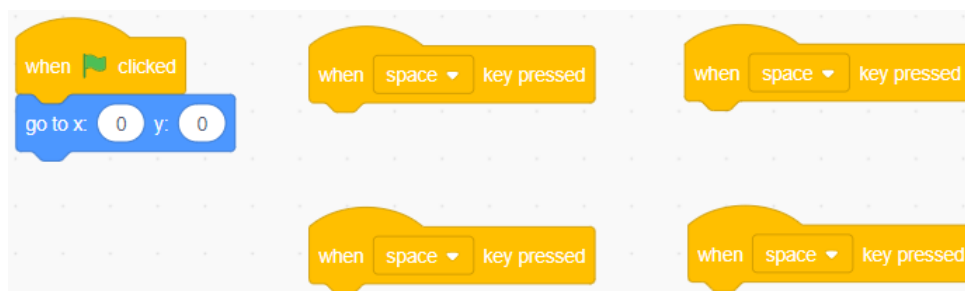 when clicked
go to x: 0 y: 0
when space key pressed
when space key pressed
when space key pressed
when space key pressed